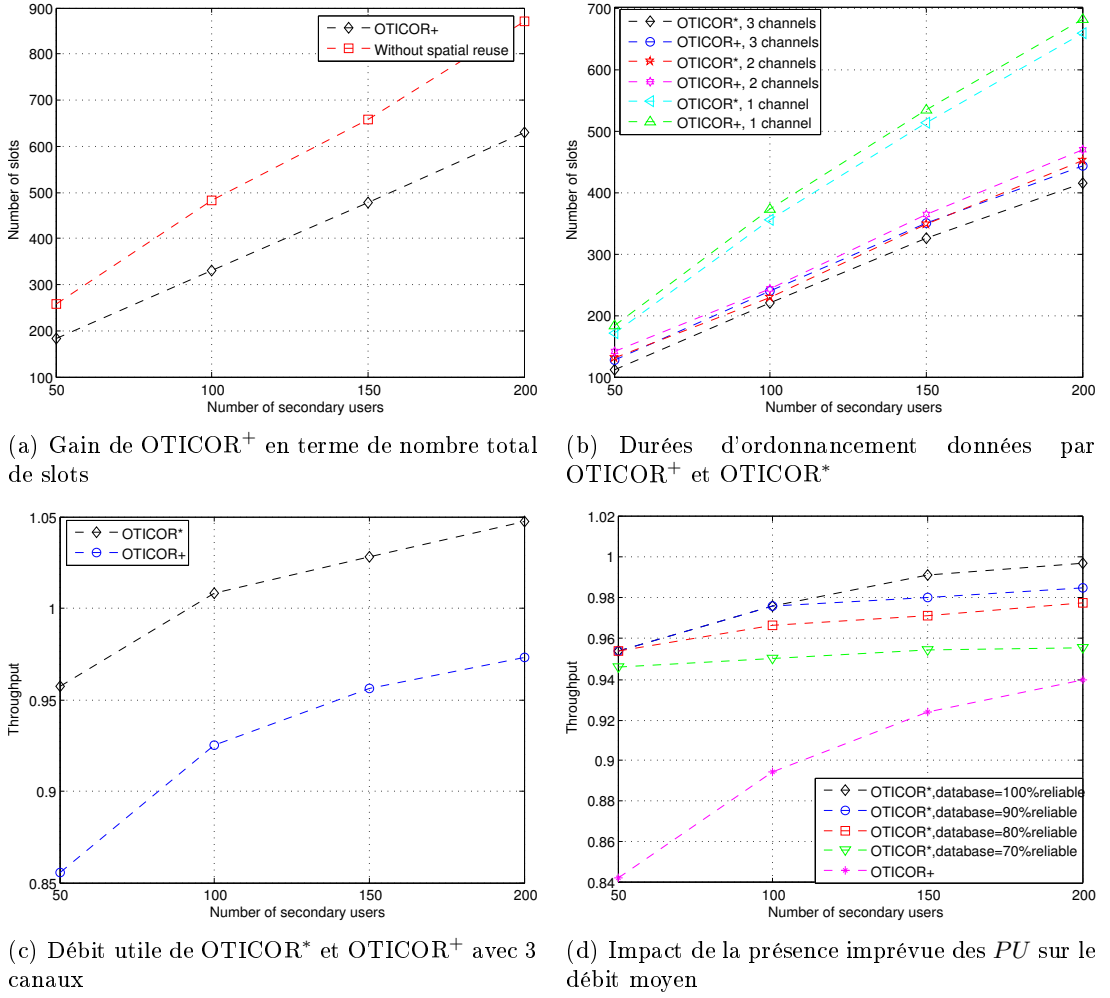 900
800
700
600
500
400
300
200
100
50
100
150
200
Number of slots
Number of secondary users
OTICOR+
Without spatial reuse
(a) Gain de OTICOR+ en terme de nombre total
de slots
700
600
500
400
300
200
100
50
100
150
200
Number of slots
Number of secondary users
OTICOR*, 3 channels
OTICOR+, 3 channels
OTICOR*, 2 channels
OTICOR+, 2 channels
OTICOR*, 1 channel
OTICOR+, 1 channel
(b) Durées d'ordonnancement données par
OTICOR+ et OTICOR*
1.05
1
0.95
0.9
0.85
50
100
150
200
Throughput
Number of secondary users
OTICOR*
OTICOR+
(c) Débit utile de OTICOR* et OTICOR+ avec 3
canaux
1.02
1
0.98
0.96
0.94
0.92
0.9
0.88
0.86
0.84
50
100
150
200
Throughput
Number of secondary users
OTICOR*,database=100%reliable
OTICOR*,database=90%reliable
OTICOR*,database=80%reliable
OTICOR*,database=70%reliable
OTICOR+
(d) Impact de la présence imprévue des PU sur le
débit moyen